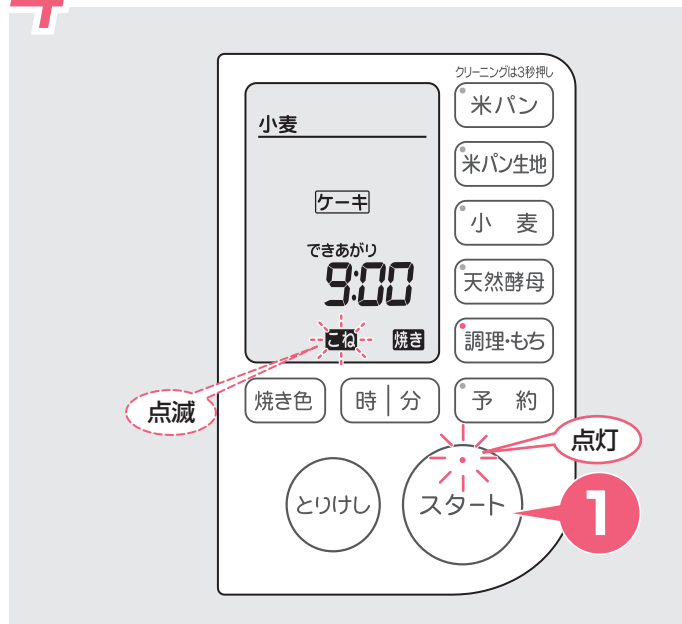 4
クリーニングは3秒押し
米パン
小麦
米パン生地
ケーキ
小 麦
できあがり
9:00
天然酵母
こね 焼き
調理・もち
点滅
焼き色
時 | 分
予 約
点灯
とりけし
スタート
1